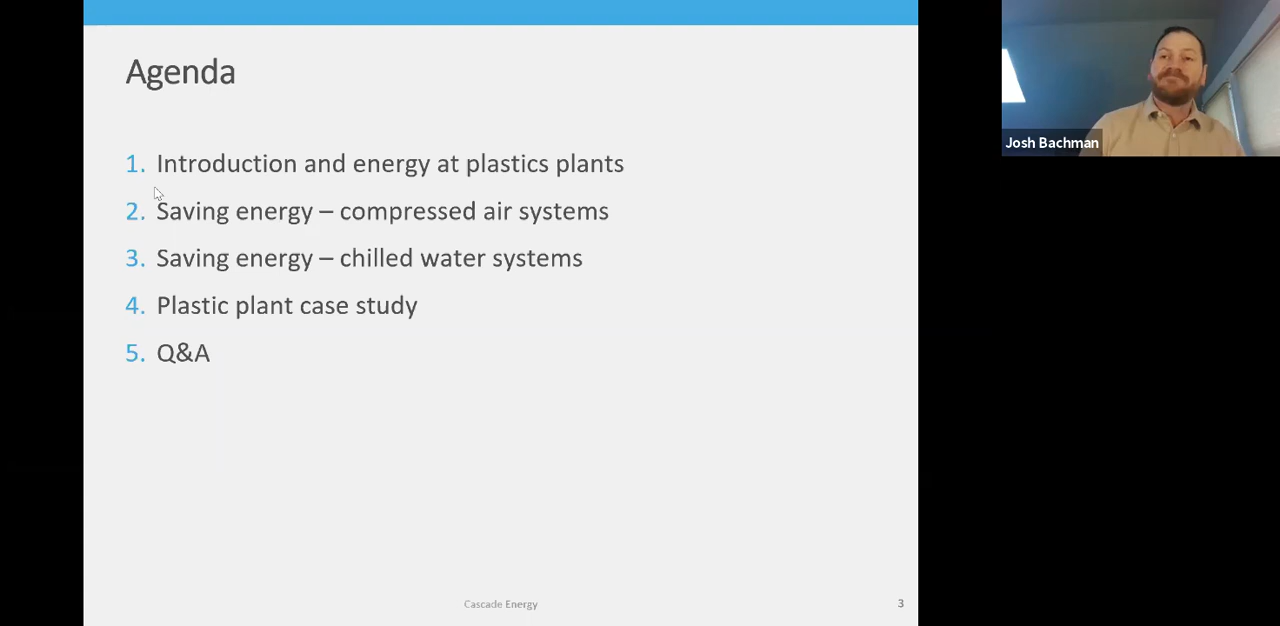 Agenda
1. Introduction and energy at plastics plants
2. Saving energy – compressed air systems
3. Saving energy – chilled water systems
4. Plastic plant case study
5. Q&A
Cascade Energy
3
Josh Bachman